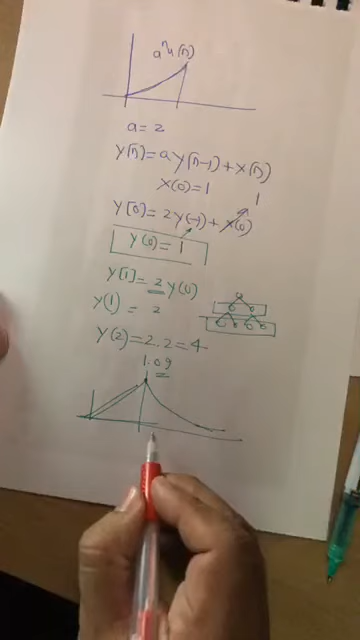 aⁿu(n)
a = 2
y[n] = a y[n-1] + x[n]
x(0) = 1
1
y[0] = 2y(-1) + x(0)
y(0) = 1
y[1] = 2 y(0)
y(1) = 2
y(2) = 2.2 = 4
1.09